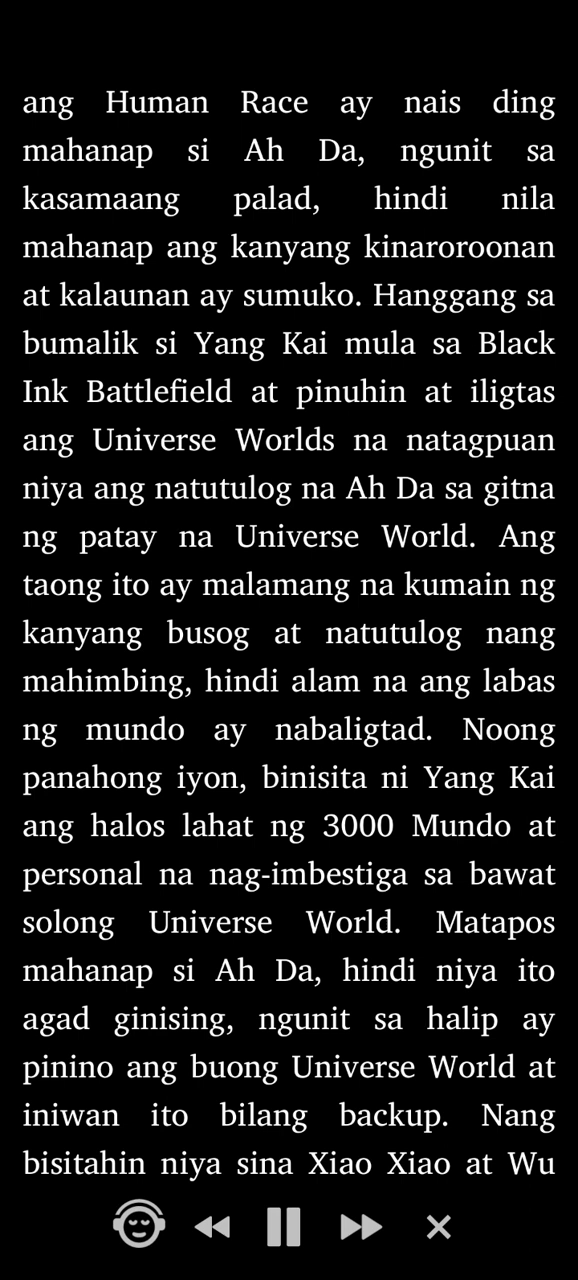 ang Human Race ay nais ding
mahanap si Ah Da, ngunit sa
kasamaang palad, hindi nila
mahanap ang kanyang kinaroroonan
at kalaunan ay sumuko. Hanggang sa
bumalik si Yang Kai mula sa Black
Ink Battlefield at pinuhin at iligtas
ang Universe Worlds na natagpuan
niya ang natutulog na Ah Da sa gitna
ng patay na Universe World. Ang
taong ito ay malamang na kumain ng
kanyang busog at natutulog nang
mahimbing, hindi alam na ang labas
ng mundo ay nabaligtad. Noong
panahong iyon, binisita ni Yang Kai
ang halos lahat ng 3000 Mundo at
personal na nag-imbestiga sa bawat
solong Universe World. Matapos
mahanap si Ah Da, hindi niya ito
agad ginising, ngunit sa halip ay
pinino ang buong Universe World at
iniwan ito bilang backup. Nang
bisitahin niya sina Xiao Xiao at Wu